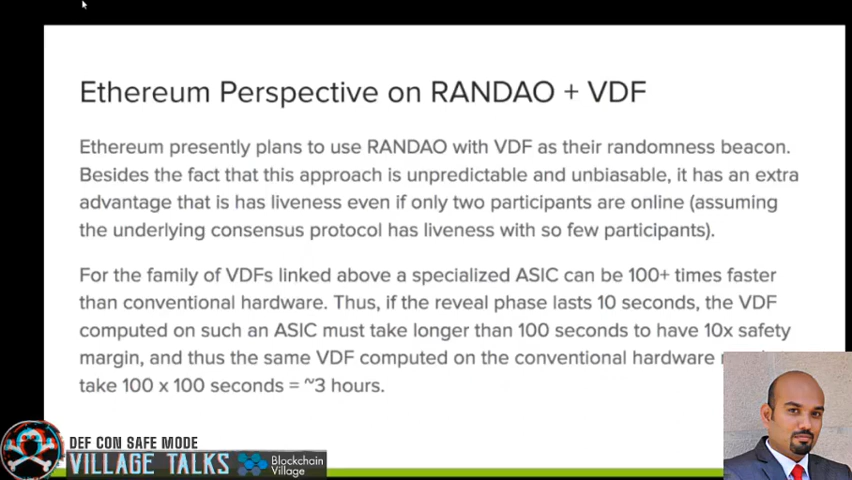 Ethereum Perspective on RANDAO + VDF
Ethereum presently plans to use RANDAO with VDF as their randomness beacon.
Besides the fact that this approach is unpredictable and unbiasable, it has an extra
advantage that is has liveness even if only two participants are online (assuming
the underlying consensus protocol has liveness with so few participants).
For the family of VDFs linked above a specialized ASIC can be 100+ times faster
than conventional hardware. Thus, if the reveal phase lasts 10 seconds, the VDF
computed on such an ASIC must take longer than 100 seconds to have 10x safety
margin, and thus the same VDF computed on the conventional hardware
take 100 x 100 seconds = ~3 hours.
DEF CON SAFE MODE
VILLAGE TALKS
Blockchain
Village